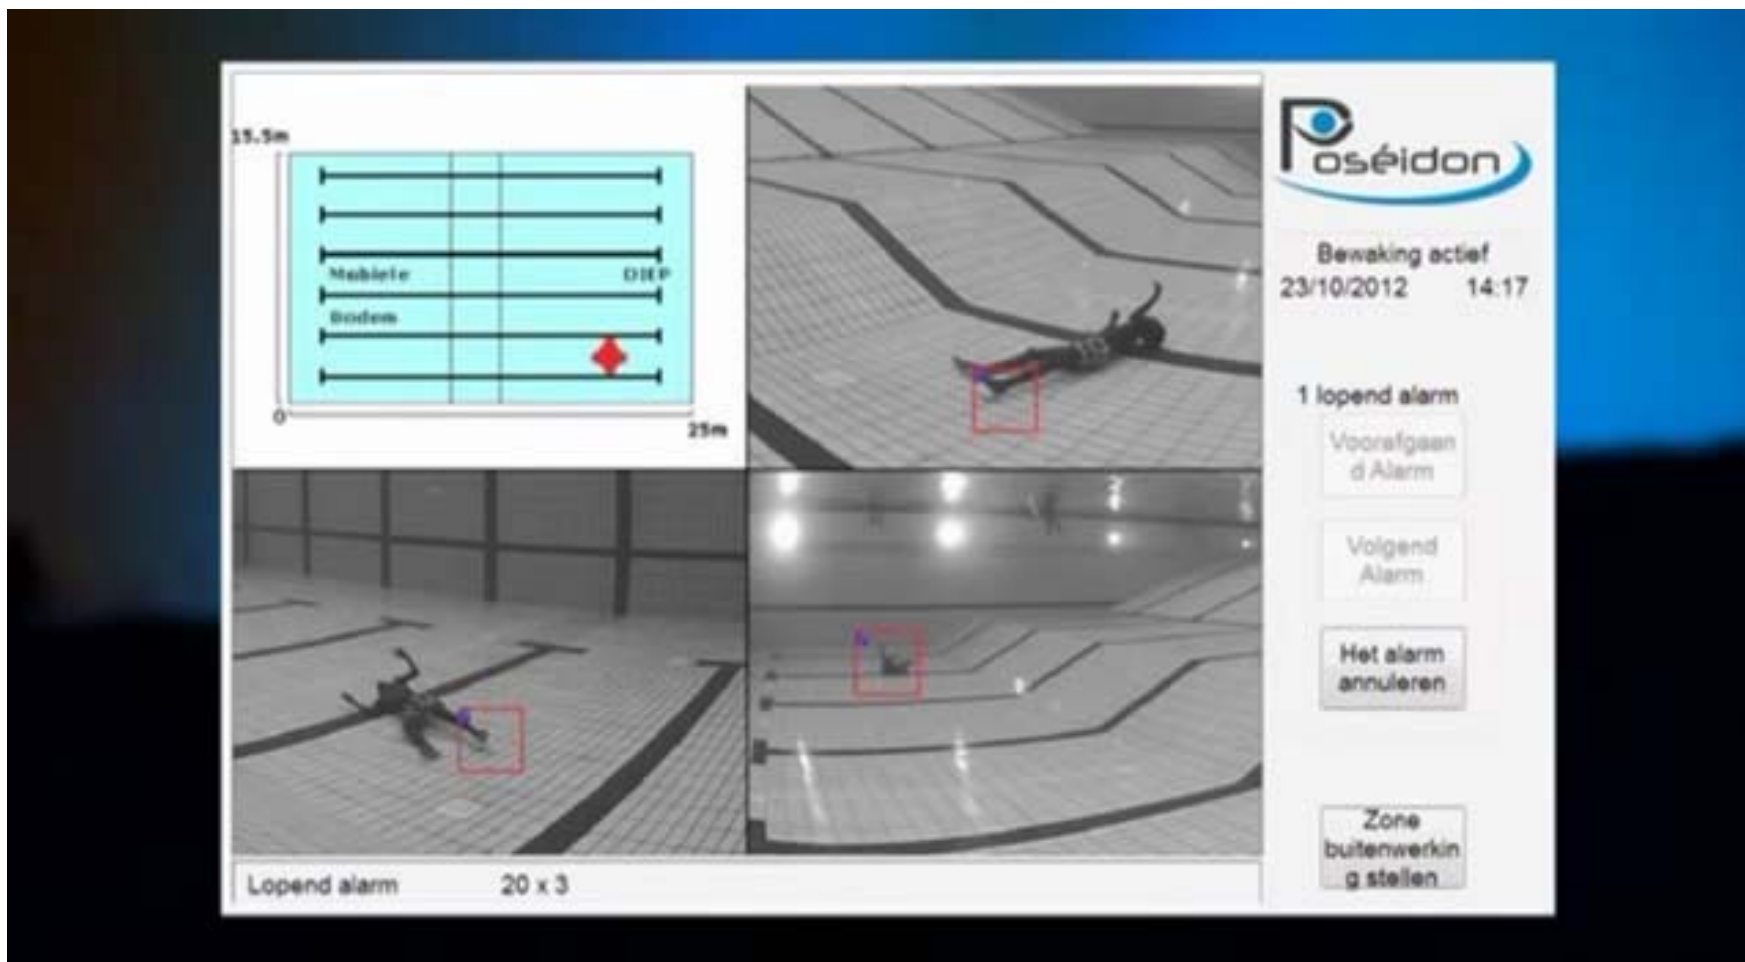 15.5m
Mobiele
DIEP
Bodem
0
25m
Poséidon
Bewaking actief
23/10/2012 14:17
1 lopend alarm
Voorafgaan
d Alarm
Volgend
Alarm
Het alarm
annuleren
Zone
buitenwerkin
g stellen
Lopend alarm 20 x 3